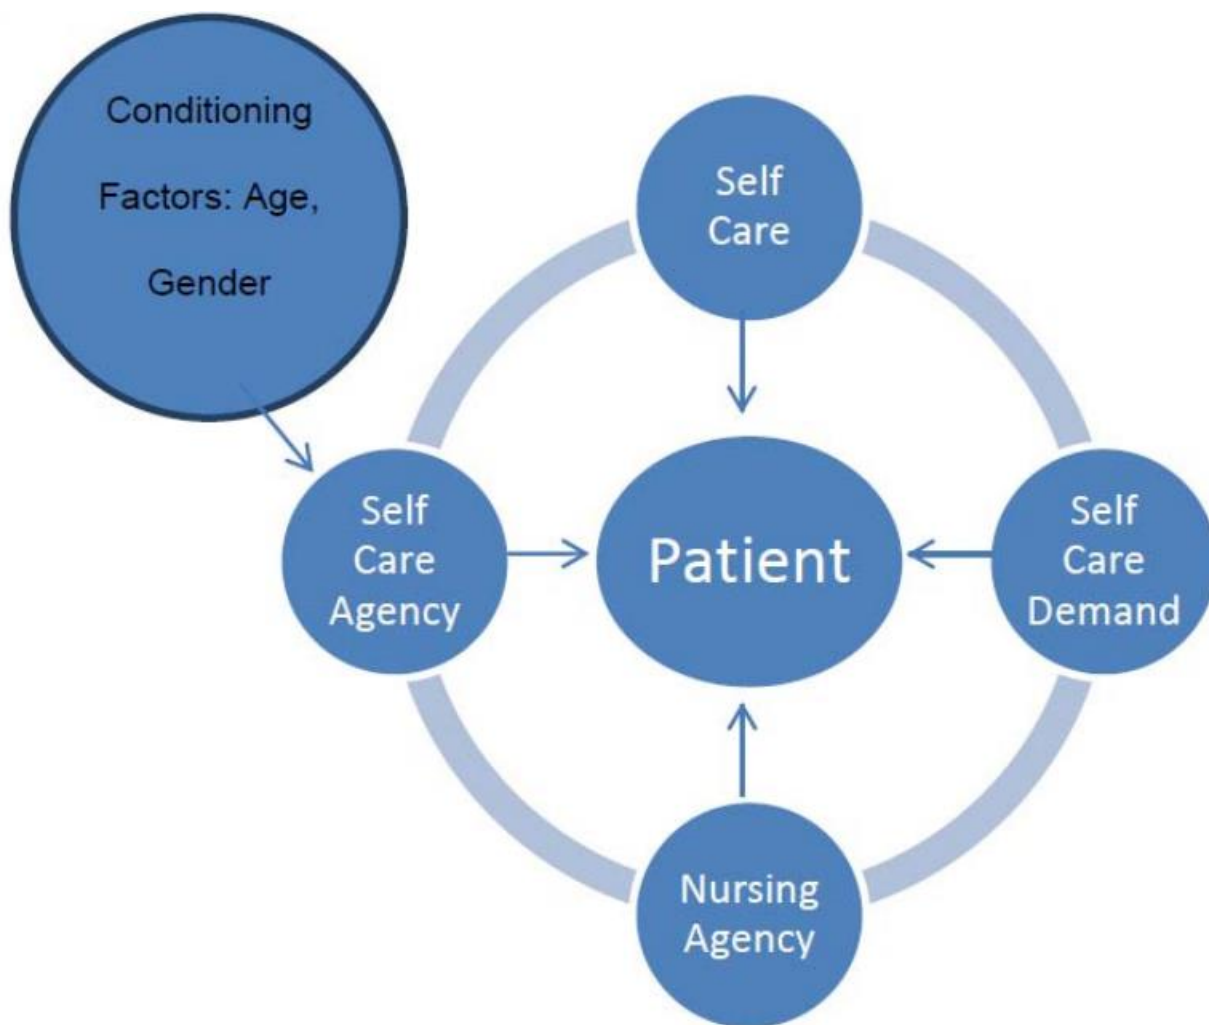 Conditioning
Factors: Age,
Gender
Self
Care
Self
Care
Agency
Patient
Self
Care
Demand
Nursing
Agency